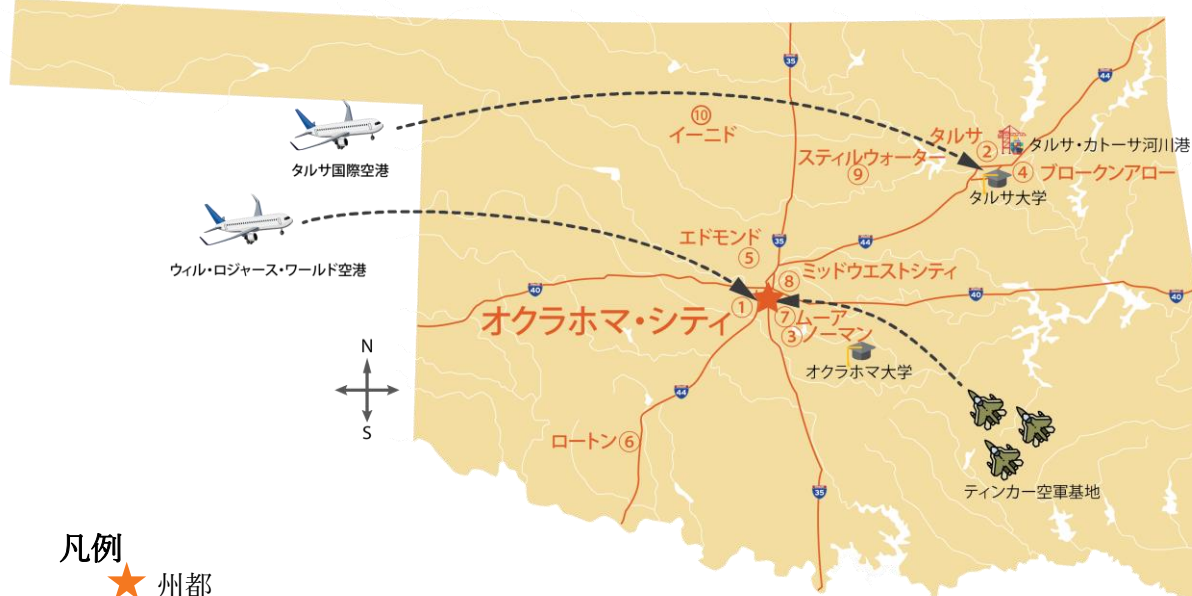 35
44
⑩
イーニド
タルサ国際空港
タルサ
②
タルサ・カトーサ河川港
スティルウォーター
⑨
④ ブロークンアロー
タルサ大学
エドモンド
⑤
35
44
ウィル・ロジャース・ワールド空港
⑧ ミッドウエストシティ
40
40
40
オクラホマ・シティ ①
⑦ムーア
③ノーマン
N
S
オクラホマ大学
44
ロートン⑥
35
ティンカー空軍基地
凡例
州都